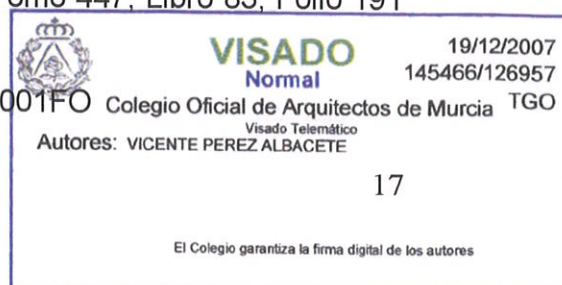 Tomo 447, Libro 83, Folio 191
VISADO
Normal
19/12/2007
145466/126957
001FO Colegio Oficial de Arquitectos de Murcia TGO
Visado Telemático
Autores: VICENTE PEREZ ALBACETE
17
El Colegio garantiza la firma digital de los autores